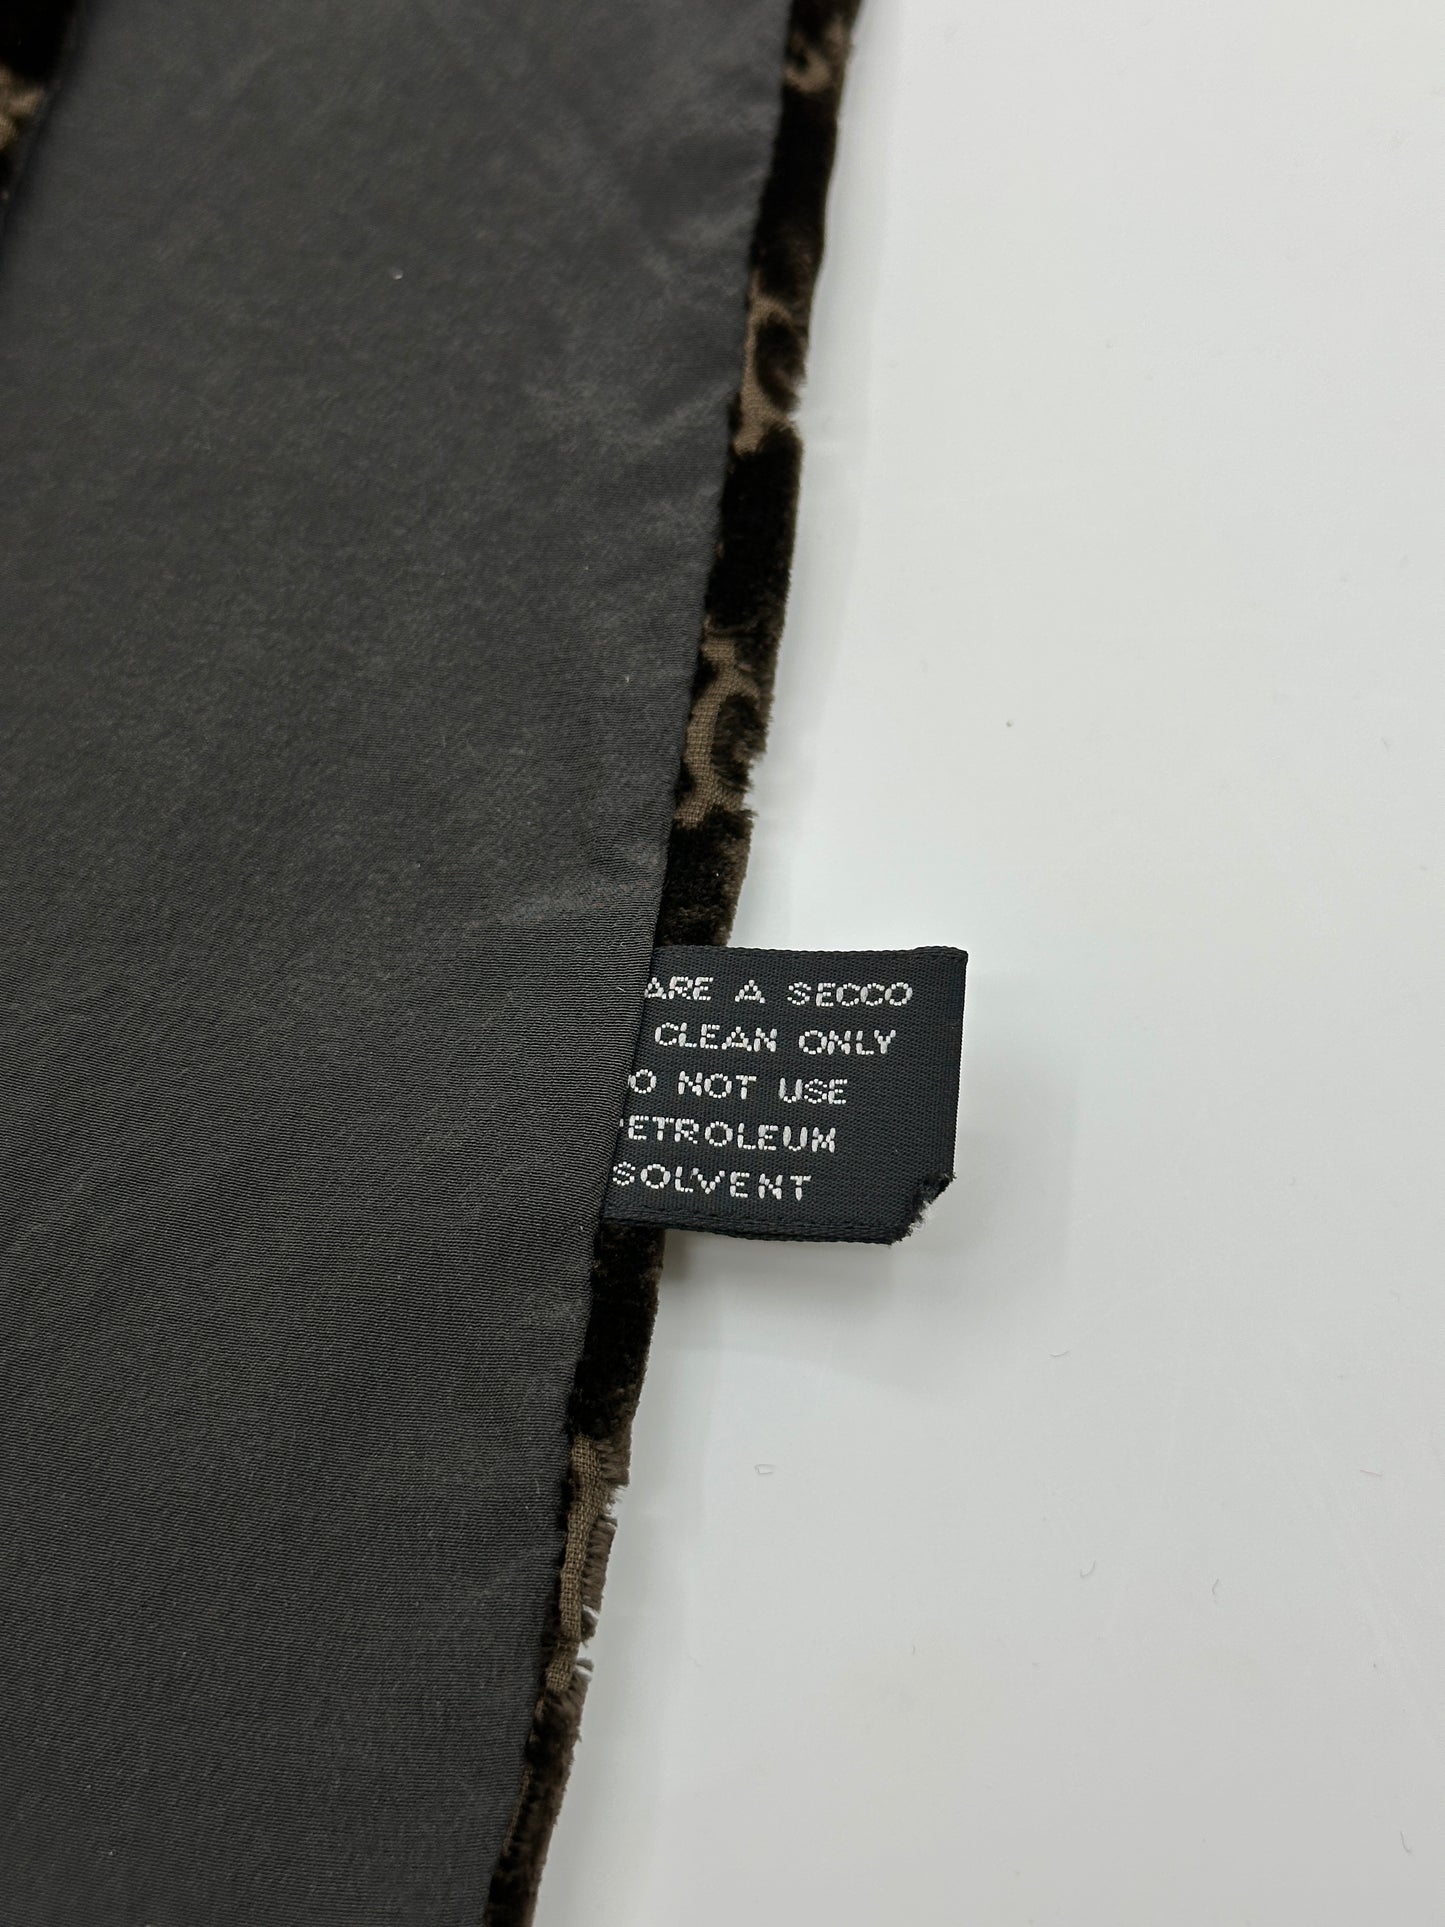 ARE A SECCO
CLEAN ONLY
O NOT USE
ETROLEUM
SOLVENT